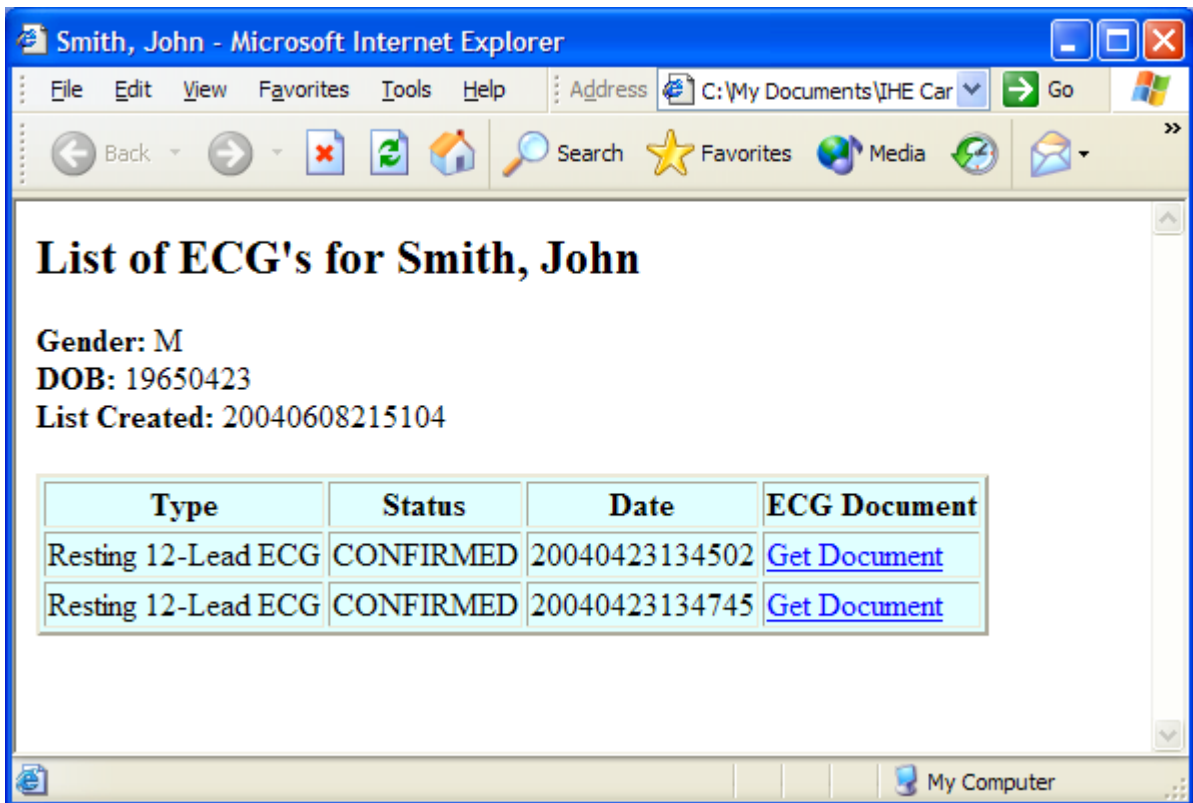 Smith, John - Microsoft Internet Explorer
File Edit View Favorites Tools Help Address C:\My Documents\IHE Car Go
Back Search Favorites Media »
List of ECG's for Smith, John
Gender: M
DOB: 19650423
List Created: 20040608215104
Type Status Date ECG Document
Resting 12-Lead ECG CONFIRMED 20040423134502 Get Document
Resting 12-Lead ECG CONFIRMED 20040423134745 Get Document
My Computer